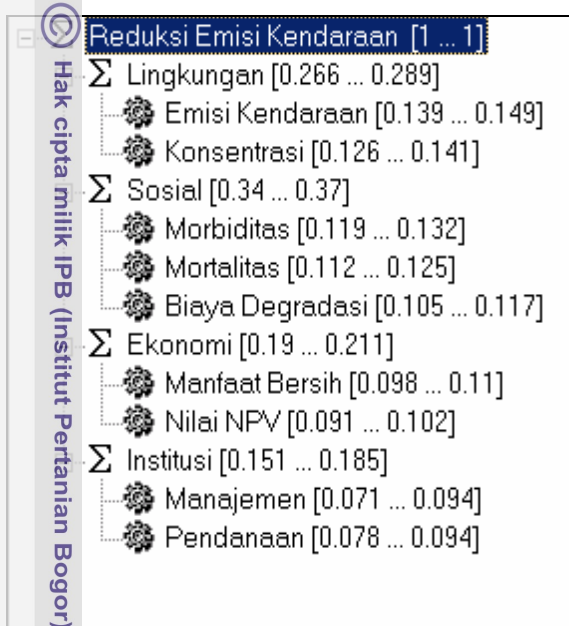 Reduksi Emisi Kendaraan [1 ... 1]
Σ Lingkungan [0.266 ... 0.289]
Emisi Kendaraan [0.139 ... 0.149]
Konsentrasi [0.126 ... 0.141]
Σ Sosial [0.34 ... 0.37]
Morbiditas [0.119 ... 0.132]
Mortalitas [0.112 ... 0.125]
Biaya Degradasi [0.105 ... 0.117]
Σ Ekonomi [0.19 ... 0.211]
Manfaat Bersih [0.098 ... 0.11]
Nilai NPV [0.091 ... 0.102]
Σ Institusi [0.151 ... 0.185]
Manajemen [0.071 ... 0.094]
Pendanaan [0.078 ... 0.094]
© Hak cipta milik IPB (Institut Pertanian Bogor)